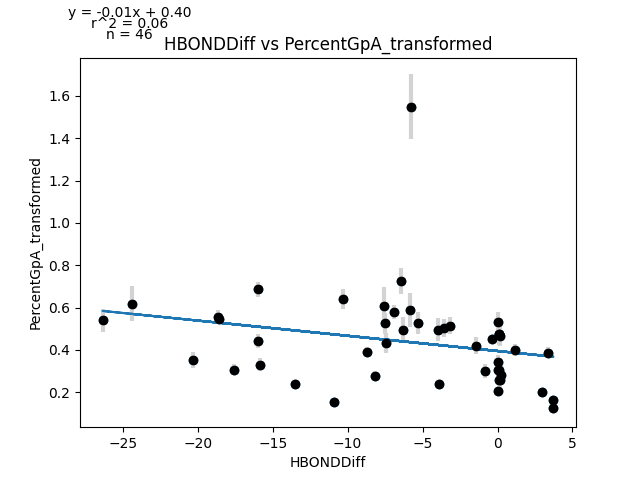 y = -0.01x + 0.40
r^2 = 0.06
n = 46
HBONDDiff vs PercentGpA_transformed
PercentGpA_transformed
1.6
1.4
1.2
1.0
0.8
0.6
0.4
0.2
−25 −20 −15 −10 −5 0 5
HBONDDiff